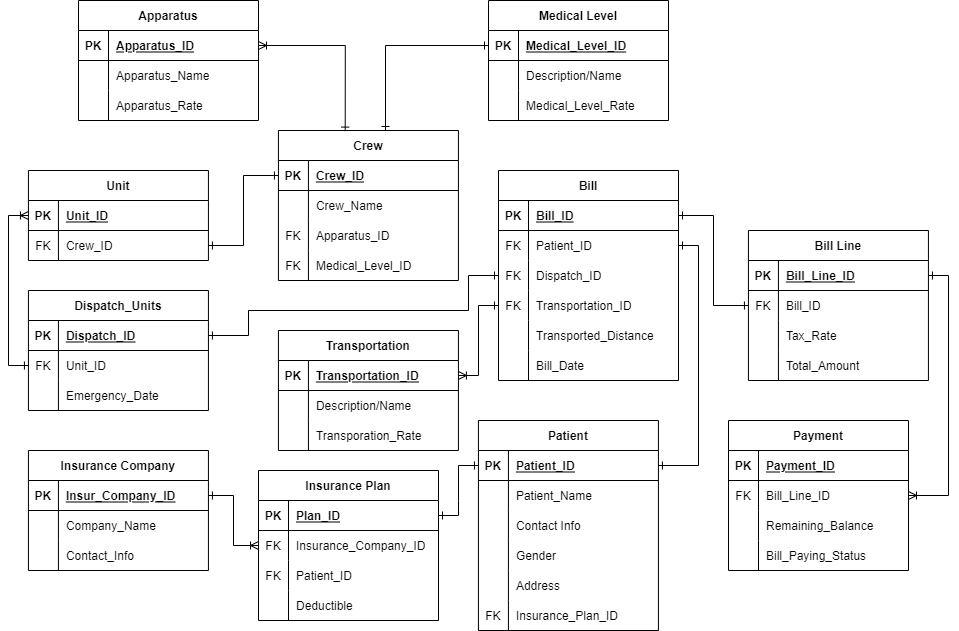 Apparatus
PK Apparatus_ID
Apparatus_Name
Apparatus_Rate
Medical Level
PK Medical_Level_ID
Description/Name
Medical_Level_Rate
Crew
PK Crew_ID
Crew_Name
FK Apparatus_ID
FK Medical_Level_ID
Unit
PK Unit_ID
FK Crew_ID
Bill
PK Bill_ID
FK Patient_ID
FK Dispatch_ID
FK Transportation_ID
Transported_Distance
Bill_Date
Bill Line
PK Bill_Line_ID
FK Bill_ID
Tax_Rate
Total_Amount
Dispatch_Units
PK Dispatch_ID
FK Unit_ID
Emergency_Date
Transportation
PK Transportation_ID
Description/Name
Transporation_Rate
Patient
PK Patient_ID
Patient_Name
Contact Info
Gender
Address
FK Insurance_Plan_ID
Payment
PK Payment_ID
FK Bill_Line_ID
Remaining_Balance
Bill_Paying_Status
Insurance Company
PK Insur_Company_ID
Company_Name
Contact_Info
Insurance Plan
PK Plan_ID
FK Insurance_Company_ID
FK Patient_ID
Deductible